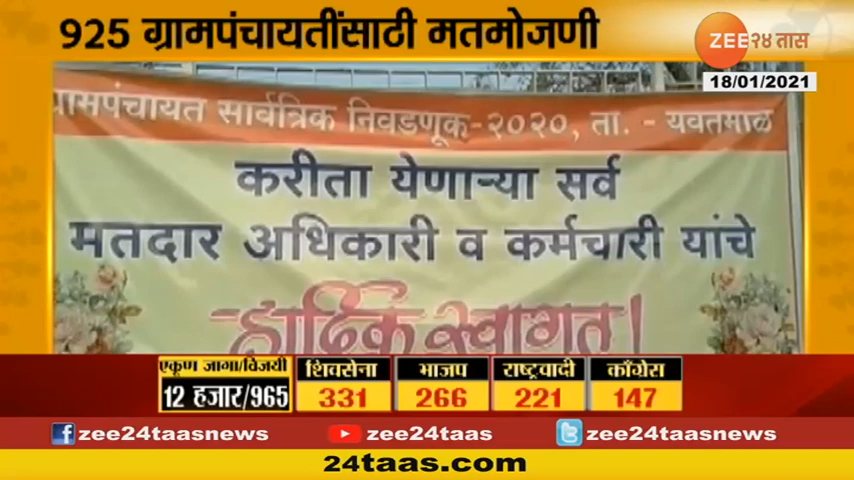 925 ग्रामपंचायतींसाठी मतमोजणी
ZEE २४ तास
18/01/2021
ग्रामपंचायत सार्वत्रिक निवडणूक-२०२०, ता. - यवतमाळ
करीता येणाऱ्या सर्व
मतदार अधिकारी व कर्मचारी यांचे
हार्दिक स्वागत!
एकूण जागा/विजयी शिवसेना भाजप राष्ट्रवादी काँग्रेस
12 हजार/965 331 266 221 147
zee24taasnews zee24taas zee24taasnews
24taas.com